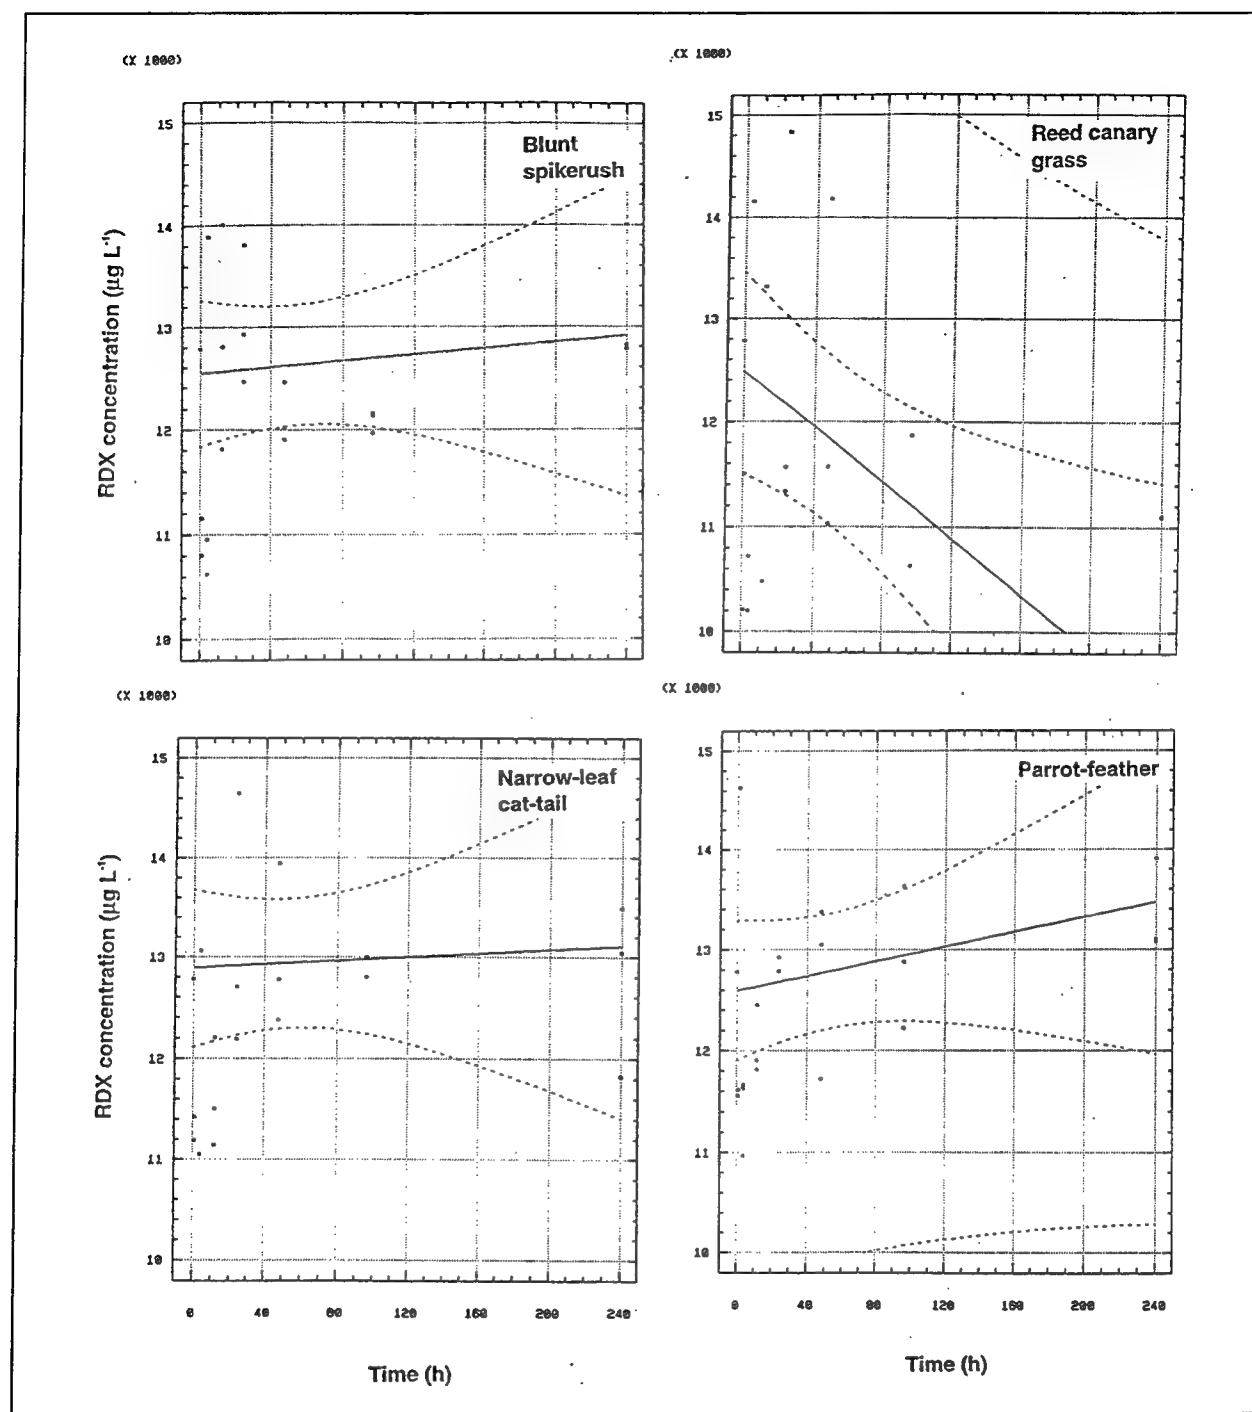 (X 1000)
(X 1000)
15
14
13
12
11
10
Blunt
spikerush
RDX concentration (µg L⁻¹)
15
14
13
12
11
10
Reed canary
grass
(X 1000)
(X 1000)
15
14
13
12
11
10
Narrow-leaf
cat-tail
RDX concentration (µg L⁻¹)
0 40 80 120 160 200 240
Time (h)
15
14
13
12
11
10
Parrot-feather
0 40 80 120 160 200 240
Time (h)